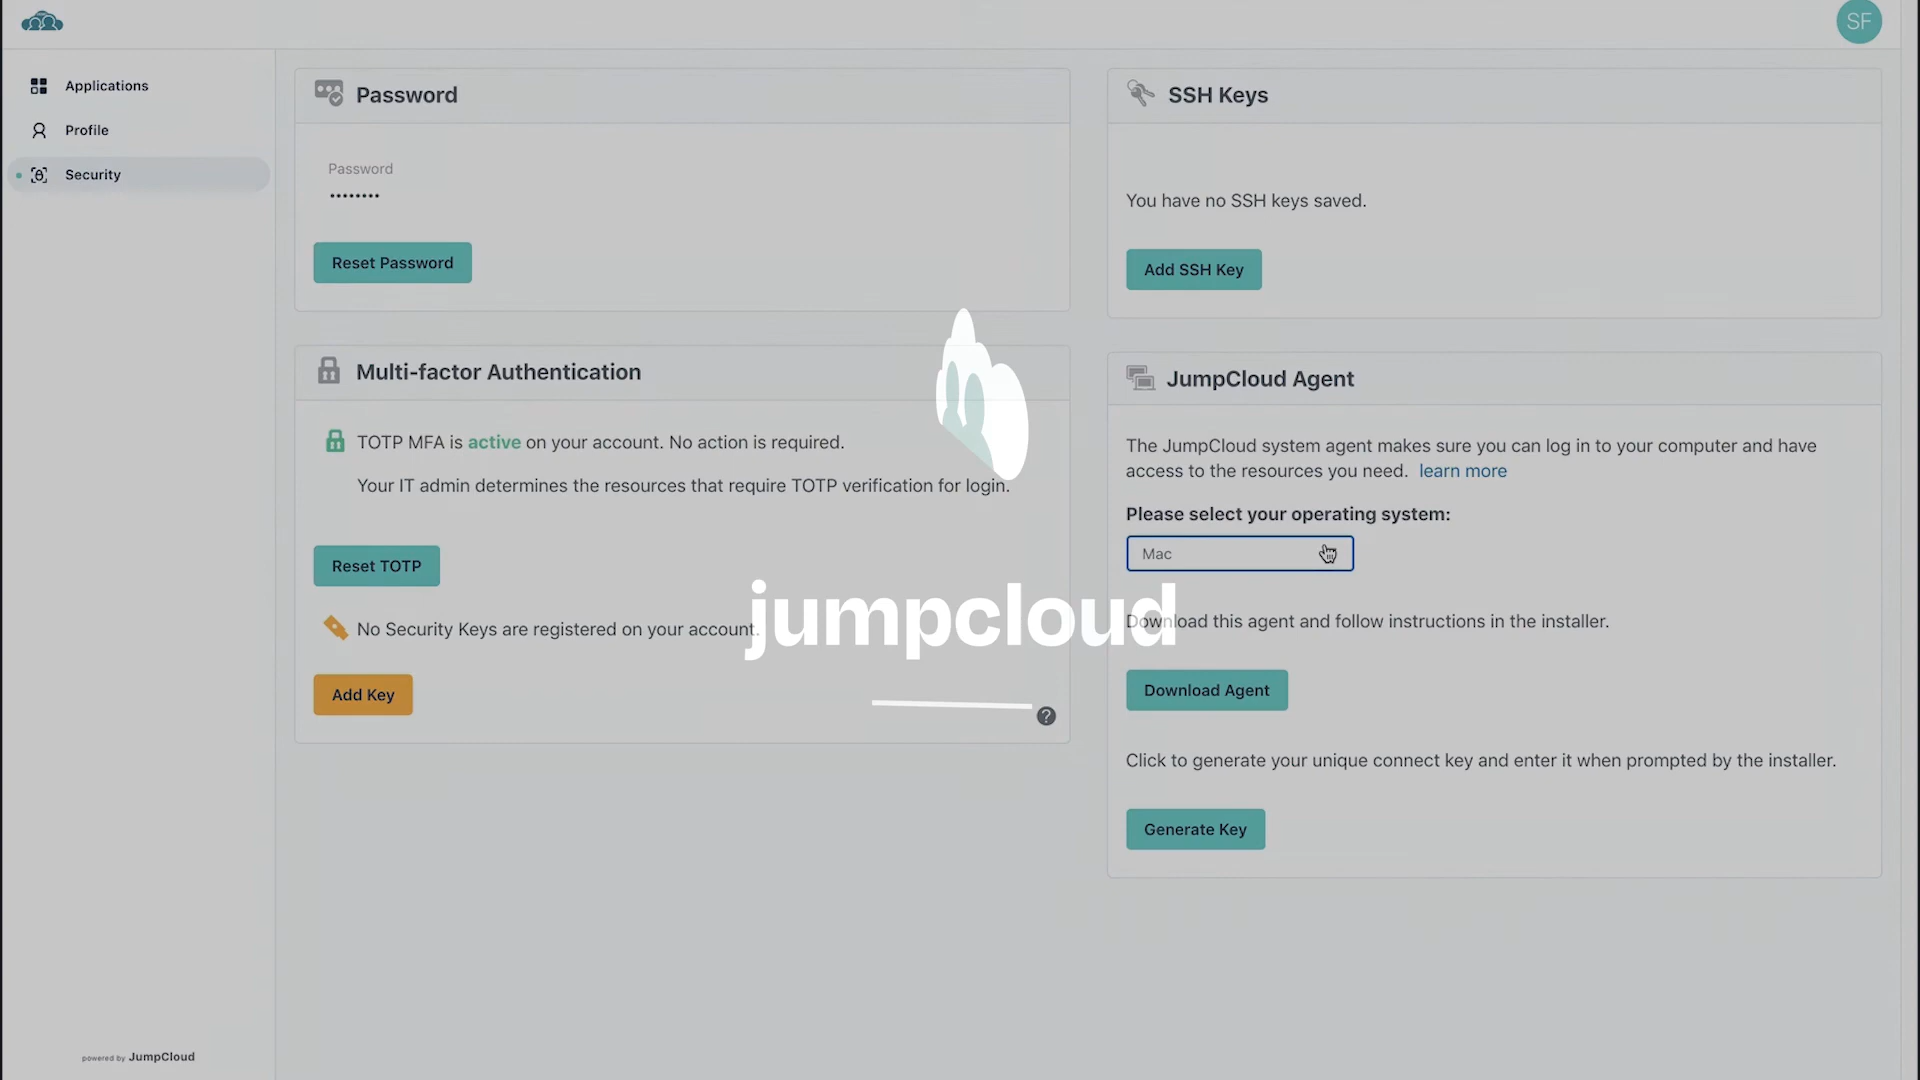 SF
Applications
Profile
Security
Password
Password
••••••••
Reset Password
Multi-factor Authentication
TOTP MFA is active on your account. No action is required.
Your IT admin determines the resources that require TOTP verification for login.
Reset TOTP
No Security Keys are registered on your account.
Add Key
?
SSH Keys
You have no SSH keys saved.
Add SSH Key
JumpCloud Agent
The JumpCloud system agent makes sure you can log in to your computer and have
access to the resources you need. learn more
Please select your operating system:
Mac
Download this agent and follow instructions in the installer.
Download Agent
Click to generate your unique connect key and enter it when prompted by the installer.
Generate Key
jumpcloud
powered by JumpCloud